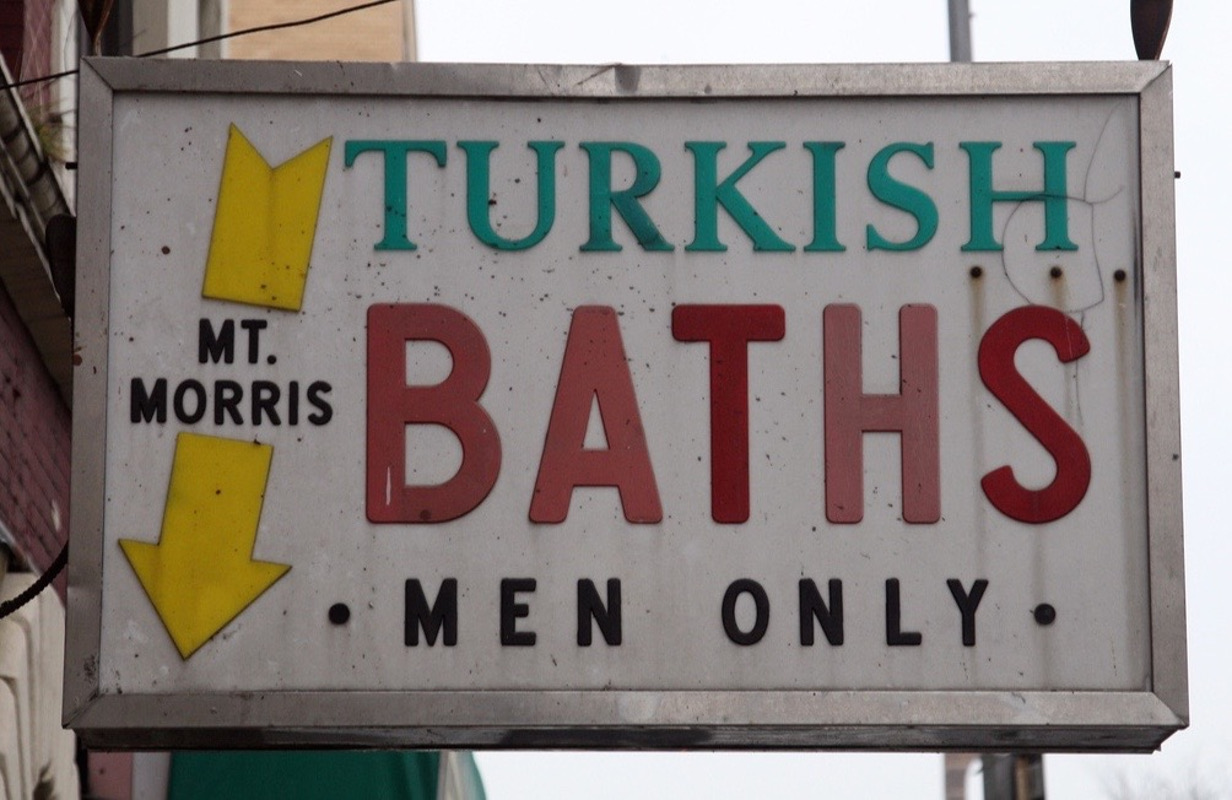 TURKISH
MT.
MORRIS
BATHS
• MEN ONLY •